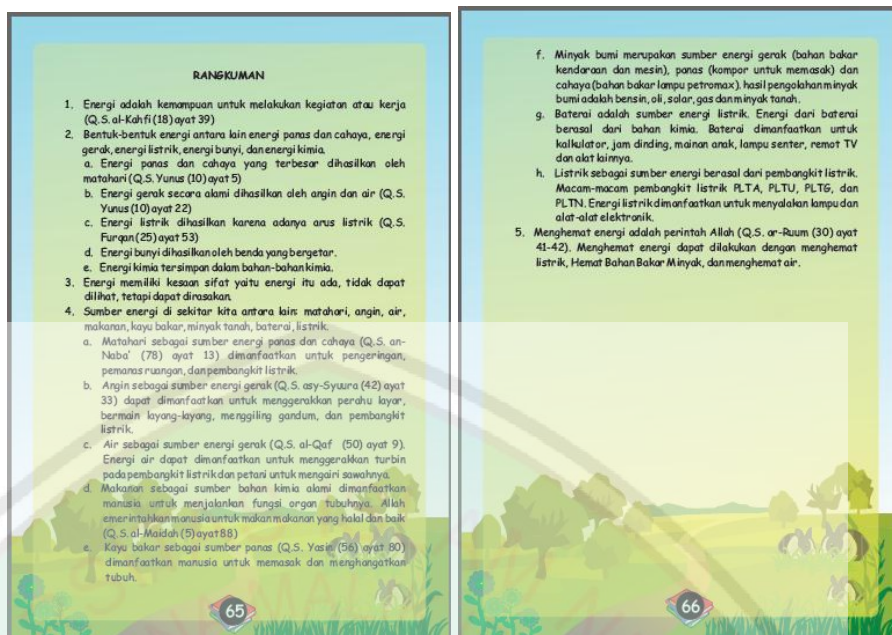 RANGKUMAN
1. Energi adalah kemampuan untuk melakukan kegiatan atau kerja
(Q.S. al-Kahfi (18) ayat 39)
2. Bentuk-bentuk energi antara lain energi panas dan cahaya, energi
gerak, energi listrik, energi bunyi, dan energi kimia.
a. Energi panas dan cahaya yang terbesar dihasilkan oleh
matahari (Q.S. Yunus (10) ayat 5)
b. Energi gerak secara alami dihasilkan oleh angin dan air (Q.S.
Yunus (10) ayat 22)
c. Energi listrik dihasilkan karena adanya arus listrik (Q.S.
Furqan (25) ayat 53)
d. Energi bunyi dihasilkan oleh benda yang bergetar.
e. Energi kimia tersimpan dalam bahan-bahan kimia.
3. Energi memiliki kesaan sifat yaitu energi itu ada, tidak dapat
dilihat, tetapi dapat dirasakan.
4. Sumber energi di sekitar kita antara lain: matahari, angin, air,
makanan, kayu bakar, minyak tanah, baterai, listrik.
a. Matahari sebagai sumber energi panas dan cahaya (Q.S. an-
Naba' (78) ayat 13) dimanfaatkan untuk pengeringan,
pemanas ruangan, dan pembangkit listrik.
b. Angin sebagai sumber energi gerak (Q.S. asy-Syuura (42) ayat
33) dapat dimanfaatkan untuk menggerakkan perahu layar,
bermain layang-layang, menggiling gandum, dan pembangkit
listrik.
c. Air sebagai sumber energi gerak (Q.S. al-Qaf (50) ayat 9).
Energi air dapat dimanfaatkan untuk menggerakkan turbin
pada pembangkit listrik dan petani untuk mengairi sawahnya.
d. Makanan sebagai sumber bahan kimia alami dimanfaatkan
manusia untuk menjalankan fungsi organ tubuhnya. Allah
emerintahkan manusia untuk makan makanan yang halal dan baik
(Q.S. al-Maidah (5) ayat 88)
e. Kayu bakar sebagai sumber panas (Q.S. Yasin (56) ayat 80)
dimanfaatkan manusia untuk memasak dan menghangatkan
tubuh.
65
f. Minyak bumi merupakan sumber energi gerak (bahan bakar
kendaraan dan mesin), panas (kompor untuk memasak) dan
cahaya (bahan bakar lampu petromax). hasil pengolahan minyak
bumi adalah bensin, oli, solar, gas dan minyak tanah.
g. Baterai adalah sumber energi listrik. Energi dari baterai
berasal dari bahan kimia. Baterai dimanfaatkan untuk
kalkulator, jam dinding, mainan anak, lampu senter, remot TV
dan alat lainnya.
h. Listrik sebagai sumber energi berasal dari pembangkit listrik.
Macam-macam pembangkit listrik PLTA, PLTU, PLTG, dan
PLTN. Energi listrik dimanfaatkan untuk menyalakan lampu dan
alat-alat elektronik.
5. Menghemat energi adalah perintah Allah (Q.S. ar-Ruum (30) ayat
41-42). Menghemat energi dapat dilakukan dengan menghemat
listrik, Hemat Bahan Bakar Minyak, dan menghemat air.
66